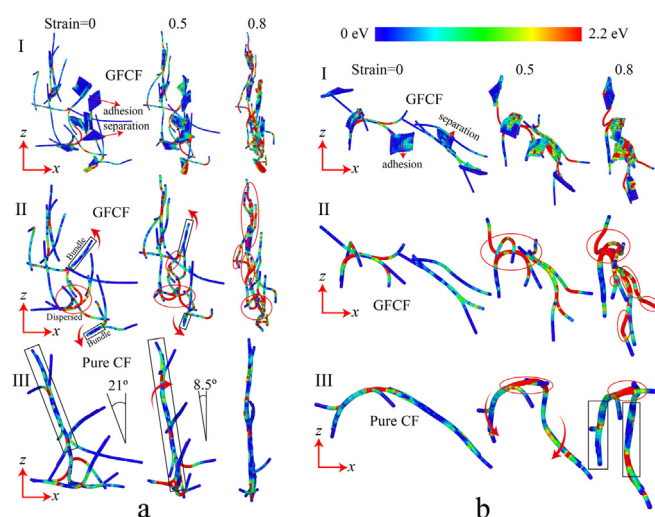 Strain=0 0.5 0.8
I
GFCF
adhesion
separation
z
x
II
GFCF
Bundle
Dispersed
Bundle
z
x
III
Pure CF
21°
8.5°
z
x
a
0 eV 2.2 eV
I
Strain=0 0.5 0.8
GFCF
separation
adhesion
z
x
II
GFCF
z
x
III
Pure CF
z
x
b